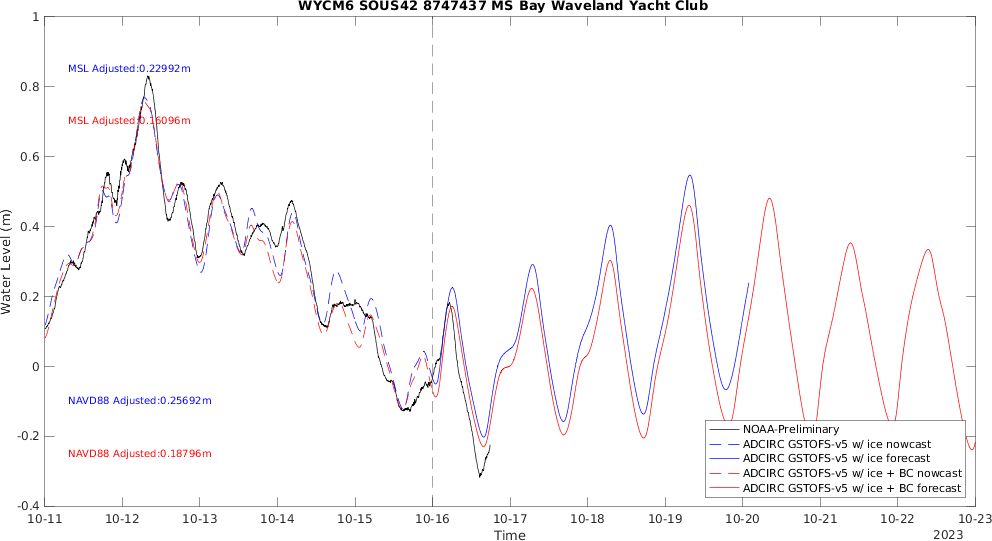 WYCM6 SOUS42 8747437 MS Bay Waveland Yacht Club
1
0.8
0.6
0.4
0.2
0
-0.2
-0.4
Water Level (m)
MSL Adjusted:0.22992m
MSL Adjusted:0.16096m
NAVD88 Adjusted:0.25692m
NAVD88 Adjusted:0.18796m
NOAA-Preliminary
ADCIRC GSTOFS-v5 w/ ice nowcast
ADCIRC GSTOFS-v5 w/ ice forecast
ADCIRC GSTOFS-v5 w/ ice + BC nowcast
ADCIRC GSTOFS-v5 w/ ice + BC forecast
10-11 10-12 10-13 10-14 10-15 10-16 10-17 10-18 10-19 10-20 10-21 10-22 10-23
Time
2023